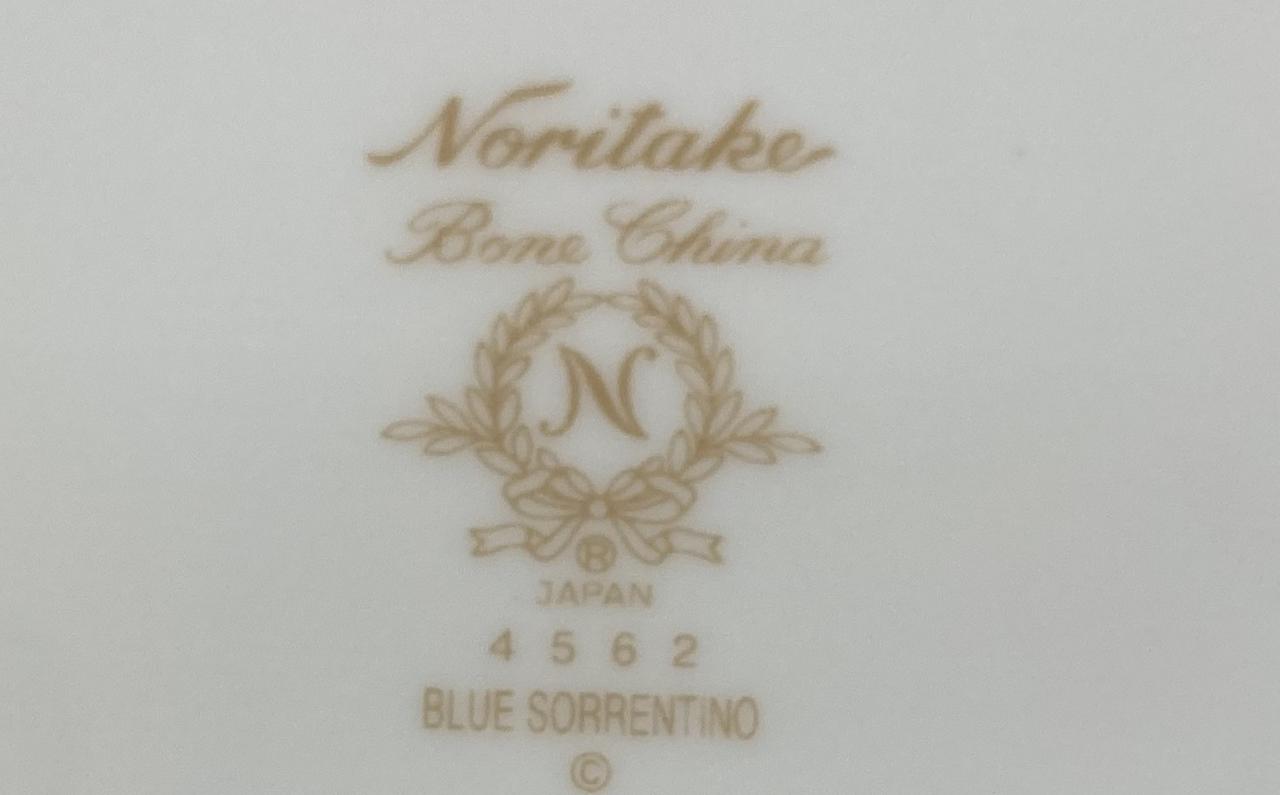 Noritake
Bone China
N
®
JAPAN
4562
BLUE SORRENTINO
©